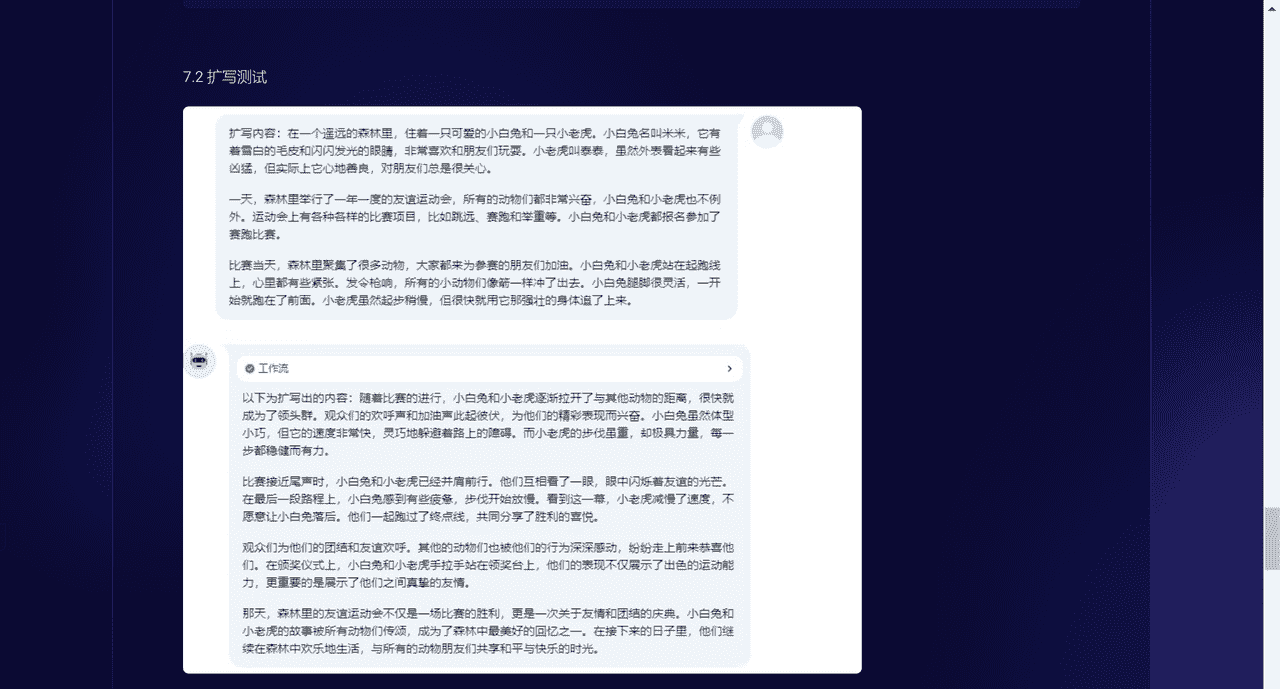 7.2 扩写测试
扩写内容：在一个遥远的森林里，住着一只可爱的小白兔和一只小老虎。小白兔名叫米米，它有
着雪白的毛皮和闪闪发光的眼睛，非常喜欢和朋友们玩耍。小老虎叫泰泰，虽然外表看起来有些
凶猛，但实际上它心地善良，对朋友们总是很关心。
一天，森林里举行了一年一度的友谊运动会，所有的动物们都非常兴奋，小白兔和小老虎也不例
外。运动会上有各种各样的比赛项目，比如跳远、赛跑和举重等。小白兔和小老虎都报名参加了
赛跑比赛。
比赛当天，森林里聚集了很多动物，大家都来为参赛的朋友们加油。小白兔和小老虎站在起跑线
上，心里都有些紧张。发令枪响，所有的小动物们像箭一样冲了出去。小白兔腿脚很灵活，一开
始就跑在了前面。小老虎虽然起步稍慢，但很快就用它那强壮的身体追了上来。
工作流
以下为扩写出的内容：随着比赛的进行，小白兔和小老虎逐渐拉开了与其他动物的距离，很快就
成为了领头群。观众们的欢呼声和加油声此起彼伏，为他们的精彩表现而兴奋。小白兔虽然体型
小巧，但它的速度非常快，灵巧地躲避着路上的障碍。而小老虎的步伐虽重，却极具力量，每一
步都稳健而有力。
比赛接近尾声时，小白兔和小老虎已经并肩前行。他们互相看了一眼，眼中闪烁着友谊的光芒。
在最后一段路程上，小白兔感到有些疲惫，步伐开始放慢。看到这一幕，小老虎减慢了速度，不
愿意让小白兔落后。他们一起跑过了终点线，共同分享了胜利的喜悦。
观众们为他们的团结和友谊欢呼。其他的动物们也被他们的行为深深感动，纷纷走上前来恭喜他
们。在颁奖仪式上，小白兔和小老虎手拉手站在领奖台上，他们的表现不仅展示了出色的运动能
力，更重要的是展示了他们之间真挚的友情。
那天，森林里的友谊运动会不仅是一场比赛的胜利，更是一次关于友情和团结的庆典。小白兔和
小老虎的故事被所有动物们传颂，成为了森林中最美好的回忆之一。在接下来的日子里，他们继
续在森林中欢乐地生活，与所有的动物朋友们共享和平与快乐的时光。